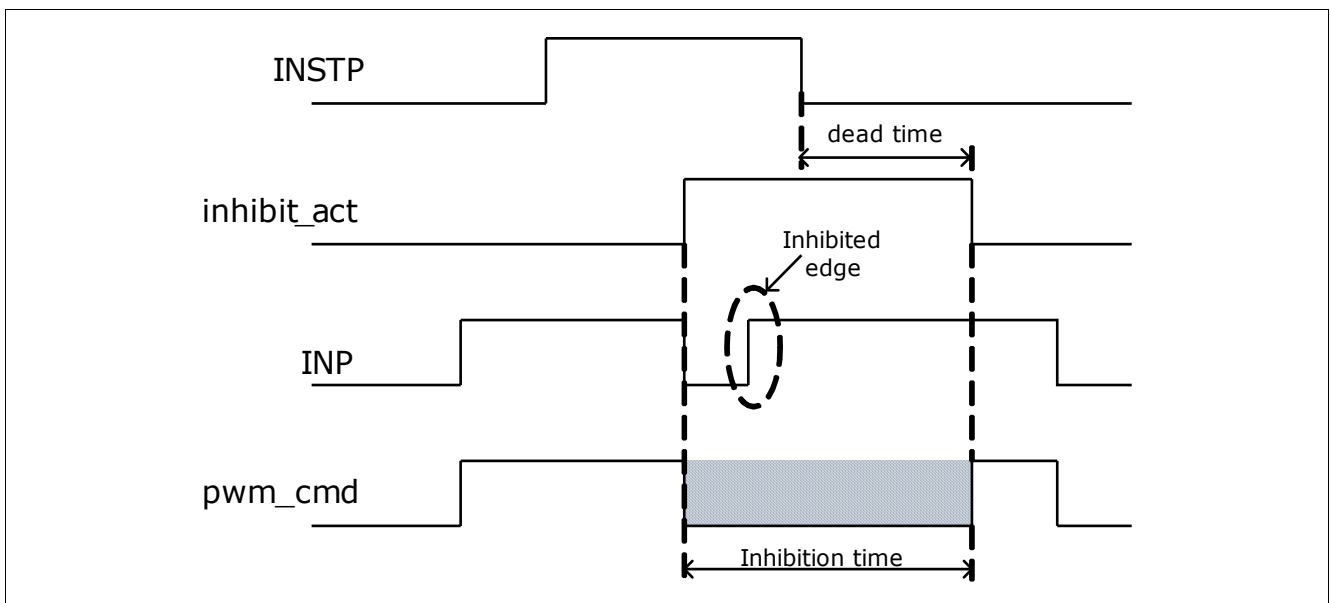 INSTP
dead time
inhibit_act
Inhibited
edge
INP
pwm_cmd
Inhibition time